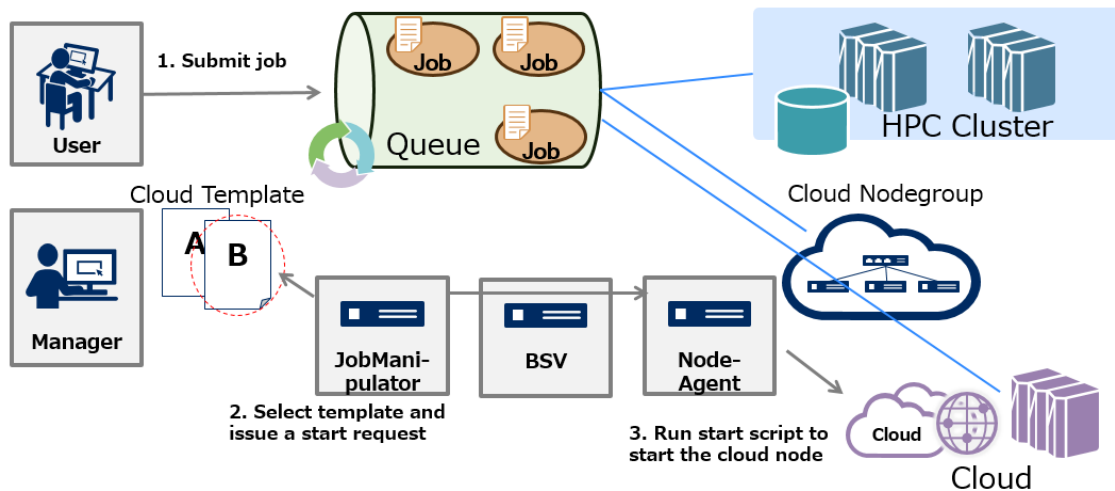 1. Submit job
User
Job
Job
Job
Queue
HPC Cluster
Cloud Template
A
B
Manager
Cloud Nodegroup
JobMani-
pulator
BSV
Node-
Agent
2. Select template and
issue a start request
3. Run start script to
start the cloud node
Cloud
Cloud